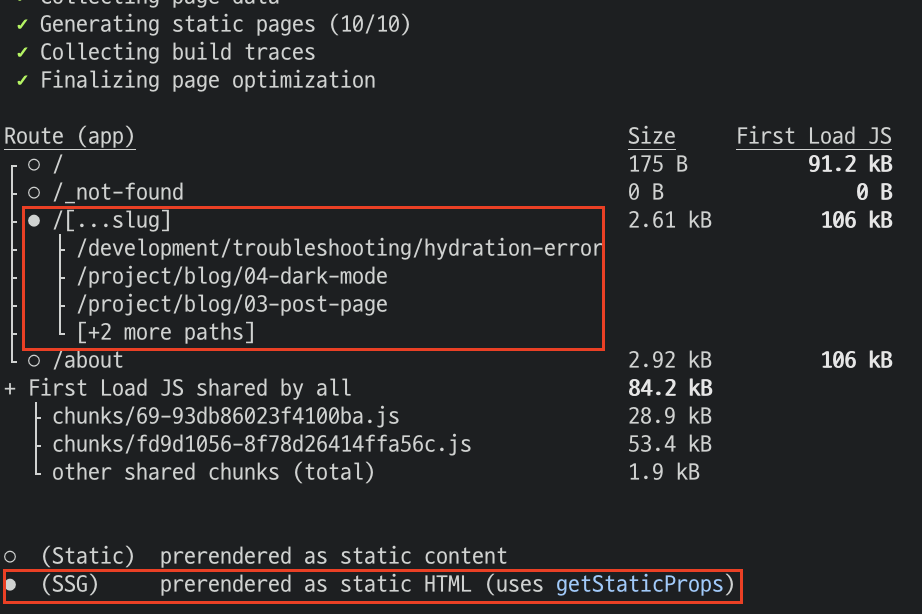 ✓ Collecting page data
✓ Generating static pages (10/10)
✓ Collecting build traces
✓ Finalizing page optimization
Route (app) Size First Load JS
┌ ○ / 175 B 91.2 kB
├ ○ /_not-found 0 B 0 B
├ ● /[...slug] 2.61 kB 106 kB
├ ├ /development/troubleshooting/hydration-error
├ ├ /project/blog/04-dark-mode
├ ├ /project/blog/03-post-page
├ └ [+2 more paths]
└ ○ /about 2.92 kB 106 kB
+ First Load JS shared by all 84.2 kB
├ chunks/69-93db86023f4100ba.js 28.9 kB
├ chunks/fd9d1056-8f78d26414ffa56c.js 53.4 kB
└ other shared chunks (total) 1.9 kB
○ (Static) prerendered as static content
● (SSG) prerendered as static HTML (uses getStaticProps)